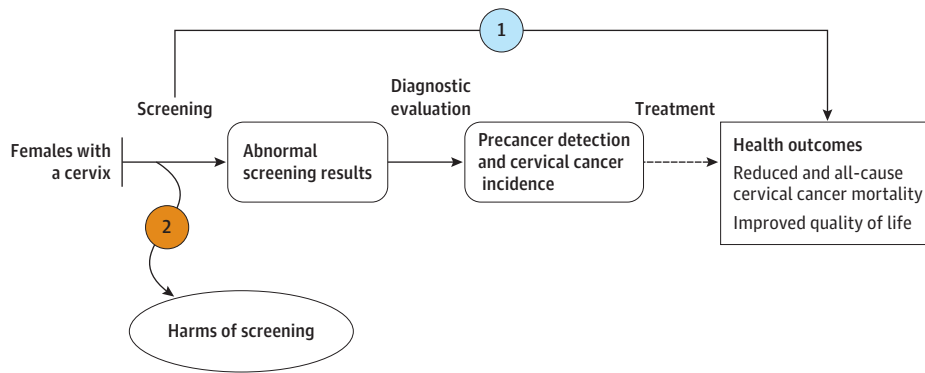 1
Screening
Diagnostic
evaluation
Treatment
Females with
a cervix
Abnormal
screening results
Precancer detection
and cervical cancer
incidence
Health outcomes
Reduced and all-cause
cervical cancer mortality
Improved quality of life
2
Harms of screening